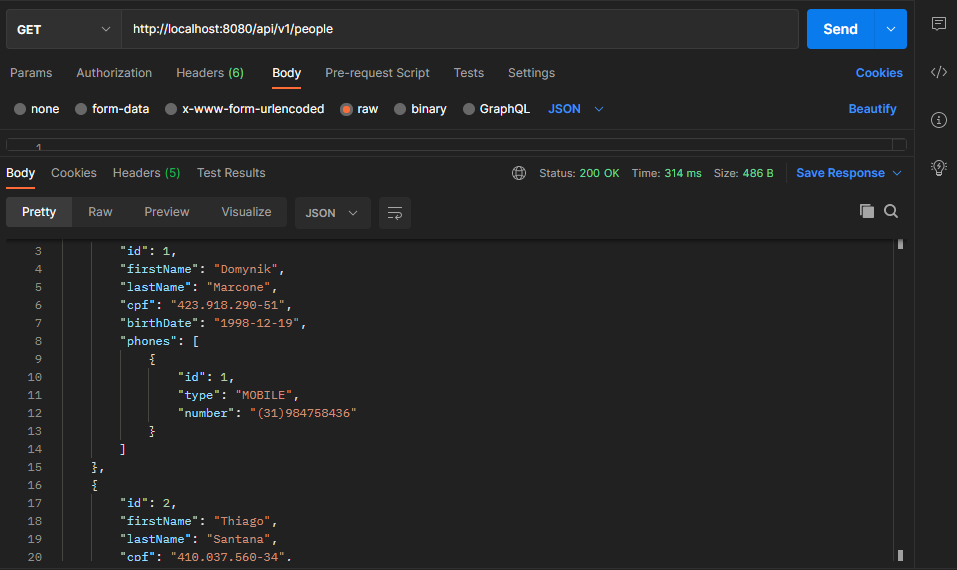 GET http://localhost:8080/api/v1/people Send
Params Authorization Headers (6) Body Pre-request Script Tests Settings Cookies
none form-data x-www-form-urlencoded raw binary GraphQL JSON Beautify
1
Body Cookies Headers (5) Test Results Status: 200 OK Time: 314 ms Size: 486 B Save Response
Pretty Raw Preview Visualize JSON
3 "id": 1,
4 "firstName": "Domynik",
5 "lastName": "Marcone",
6 "cpf": "423.918.290-51",
7 "birthDate": "1998-12-19",
8 "phones": [
9 {
10 "id": 1,
11 "type": "MOBILE",
12 "number": "(31)984758436"
13 }
14 ]
15 },
16 {
17 "id": 2,
18 "firstName": "Thiago",
19 "lastName": "Santana",
20 "cpf": "410.037.560-34",